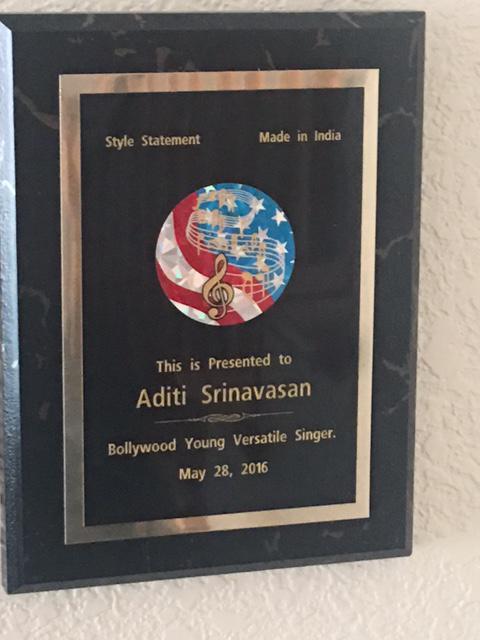 Style Statement Made in India
This is Presented to
Aditi Srinavasan
Bollywood Young Versatile Singer.
May 28, 2016